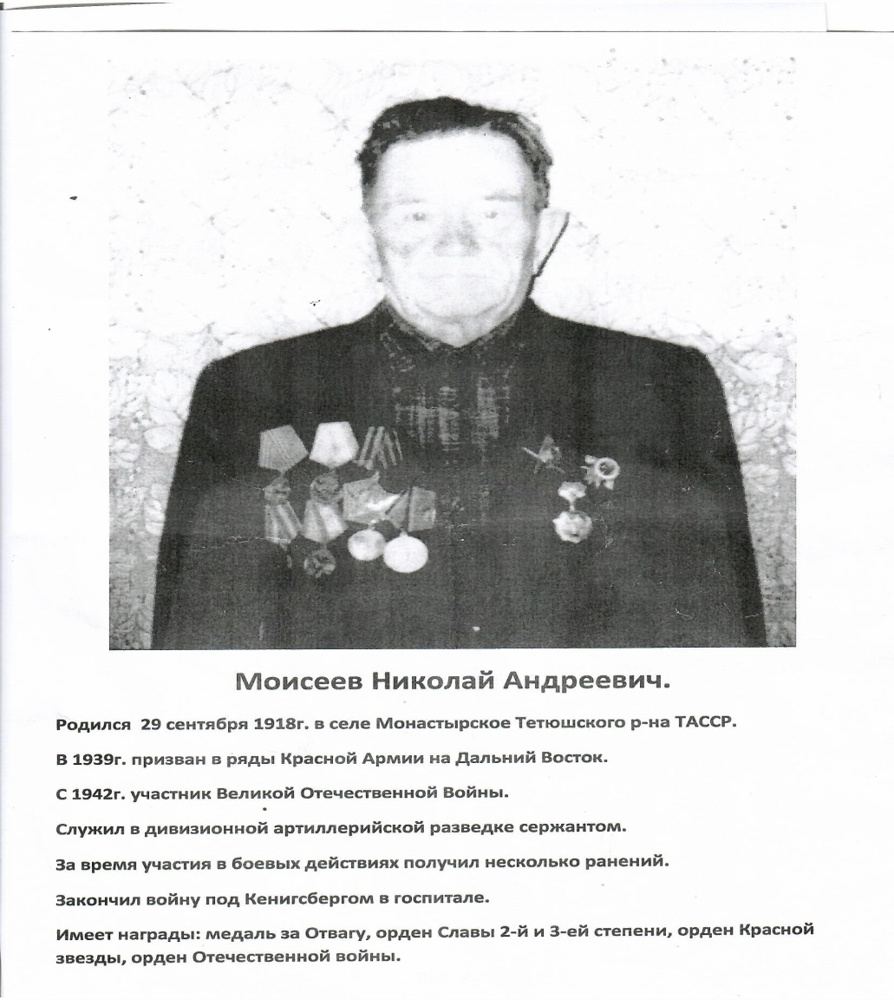 Моисеев Николай Андреевич.
Родился 29 сентября 1918г. в селе Монастырское Тетюшского р-на ТАССР.
В 1939г. призван в ряды Красной Армии на Дальний Восток.
С 1942г. участник Великой Отечественной Войны.
Служил в дивизионной артиллерийской разведке сержантом.
За время участия в боевых действиях получил несколько ранений.
Закончил войну под Кенигсбергом в госпитале.
Имеет награды: медаль за Отвагу, орден Славы 2-й и 3-ей степени, орден Красной
звезды, орден Отечественной войны.